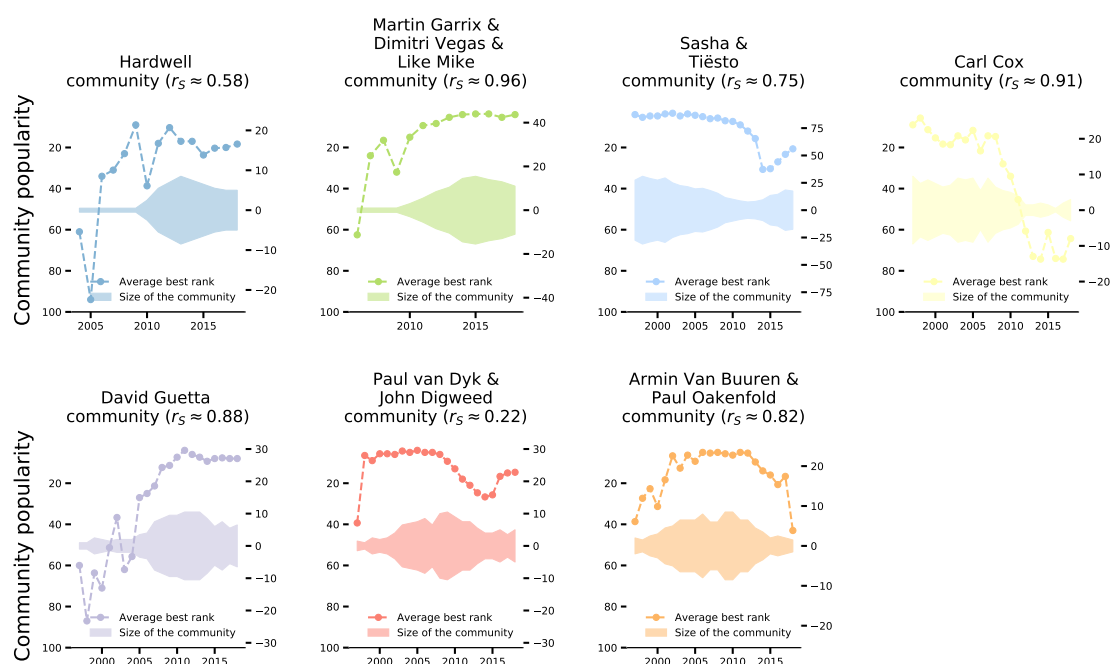 Hardwell
community (rS ≈ 0.58)
Community popularity
20
40
60
80
100
20
10
0
−10
−20
Average best rank
Size of the community
2005
2010
2015
Martin Garrix &
Dimitri Vegas &
Like Mike
community (rS ≈ 0.96)
20
40
60
80
100
40
20
0
−20
−40
Average best rank
Size of the community
2010
2015
Sasha &
Tiësto
community (rS ≈ 0.75)
20
40
60
80
100
75
50
25
0
−25
−50
−75
Average best rank
Size of the community
2000
2005
2010
2015
Carl Cox
community (rS ≈ 0.91)
20
40
60
80
100
20
10
0
−10
−20
Average best rank
Size of the community
2000
2005
2010
2015
David Guetta
community (rS ≈ 0.88)
Community popularity
20
40
60
80
100
30
20
10
0
−10
−20
−30
Average best rank
Size of the community
2000
2005
2010
2015
Paul van Dyk &
John Digweed
community (rS ≈ 0.22)
20
40
60
80
100
30
20
10
0
−10
−20
−30
Average best rank
Size of the community
2000
2005
2010
2015
Armin Van Buuren &
Paul Oakenfold
community (rS ≈ 0.82)
20
40
60
80
100
20
10
0
−10
−20
Average best rank
Size of the community
2000
2005
2010
2015